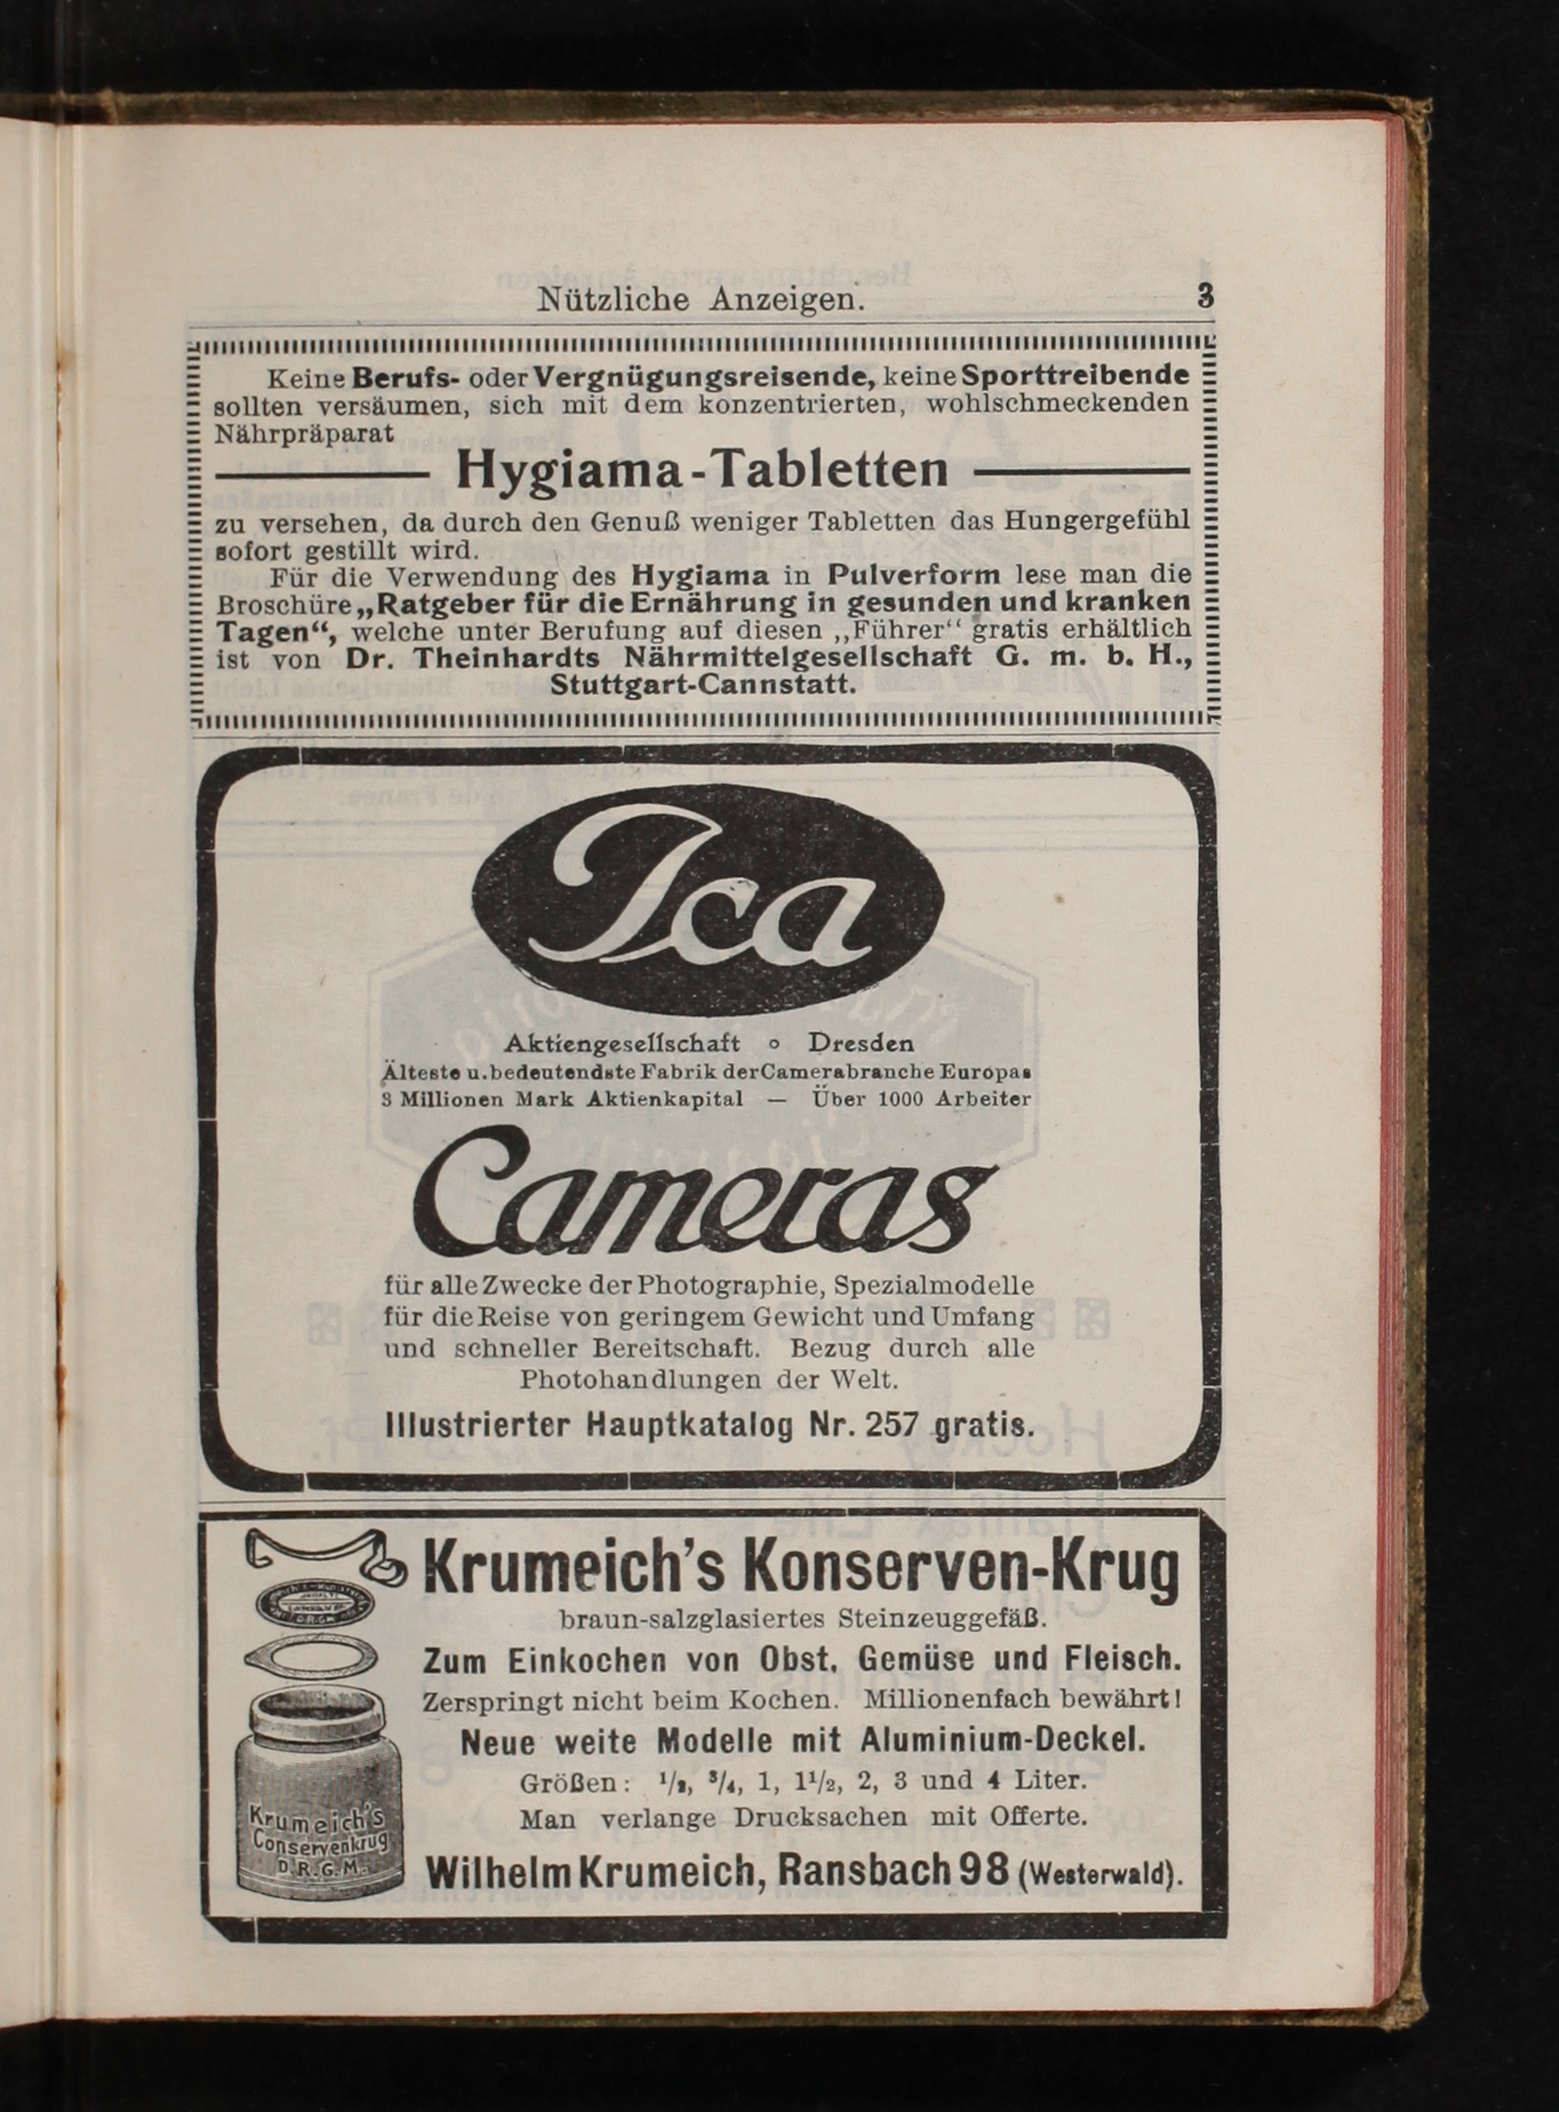 Nützliche Anzeigen. 3
Keine Berufs- oder Vergnügungsreisende, keine Sporttreibende
sollten versäumen, sich mit dem konzentrierten, wohlschmeckenden
Nährpräparat
Hygiama-Tabletten
zu versehen, da durch den Genuß weniger Tabletten das Hungergefühl
sofort gestillt wird.
Für die Verwendung des Hygiama in Pulverform lese man die
Broschüre „Ratgeber für die Ernährung in gesunden und kranken
Tagen“, welche unter Berufung auf diesen „Führer“ gratis erhältlich
ist von Dr. Theinhardts Nährmittelgesellschaft G. m. b. H.,
Stuttgart-Cannstatt.
Ica
Aktiengesellschaft o Dresden
Älteste u. bedeutendste Fabrik der Camerabranche Europas
3 Millionen Mark Aktienkapital — Über 1000 Arbeiter
Cameras
für alle Zwecke der Photographie, Spezialmodelle
für die Reise von geringem Gewicht und Umfang
und schneller Bereitschaft. Bezug durch alle
Photohandlungen der Welt.
Illustrierter Hauptkatalog Nr. 257 gratis.
Krumeich's Konserven-Krug
braun-salzglasiertes Steinzeuggefäß.
Zum Einkochen von Obst, Gemüse und Fleisch.
Zerspringt nicht beim Kochen. Millionenfach bewährt!
Neue weite Modelle mit Aluminium-Deckel.
Größen: 1/2, 3/4, 1, 1 1/2, 2, 3 und 4 Liter.
Man verlange Drucksachen mit Offerte.
Wilhelm Krumeich, Ransbach 98 (Westerwald).
Krumeich's
Conservenkrug
D.R.G.M.